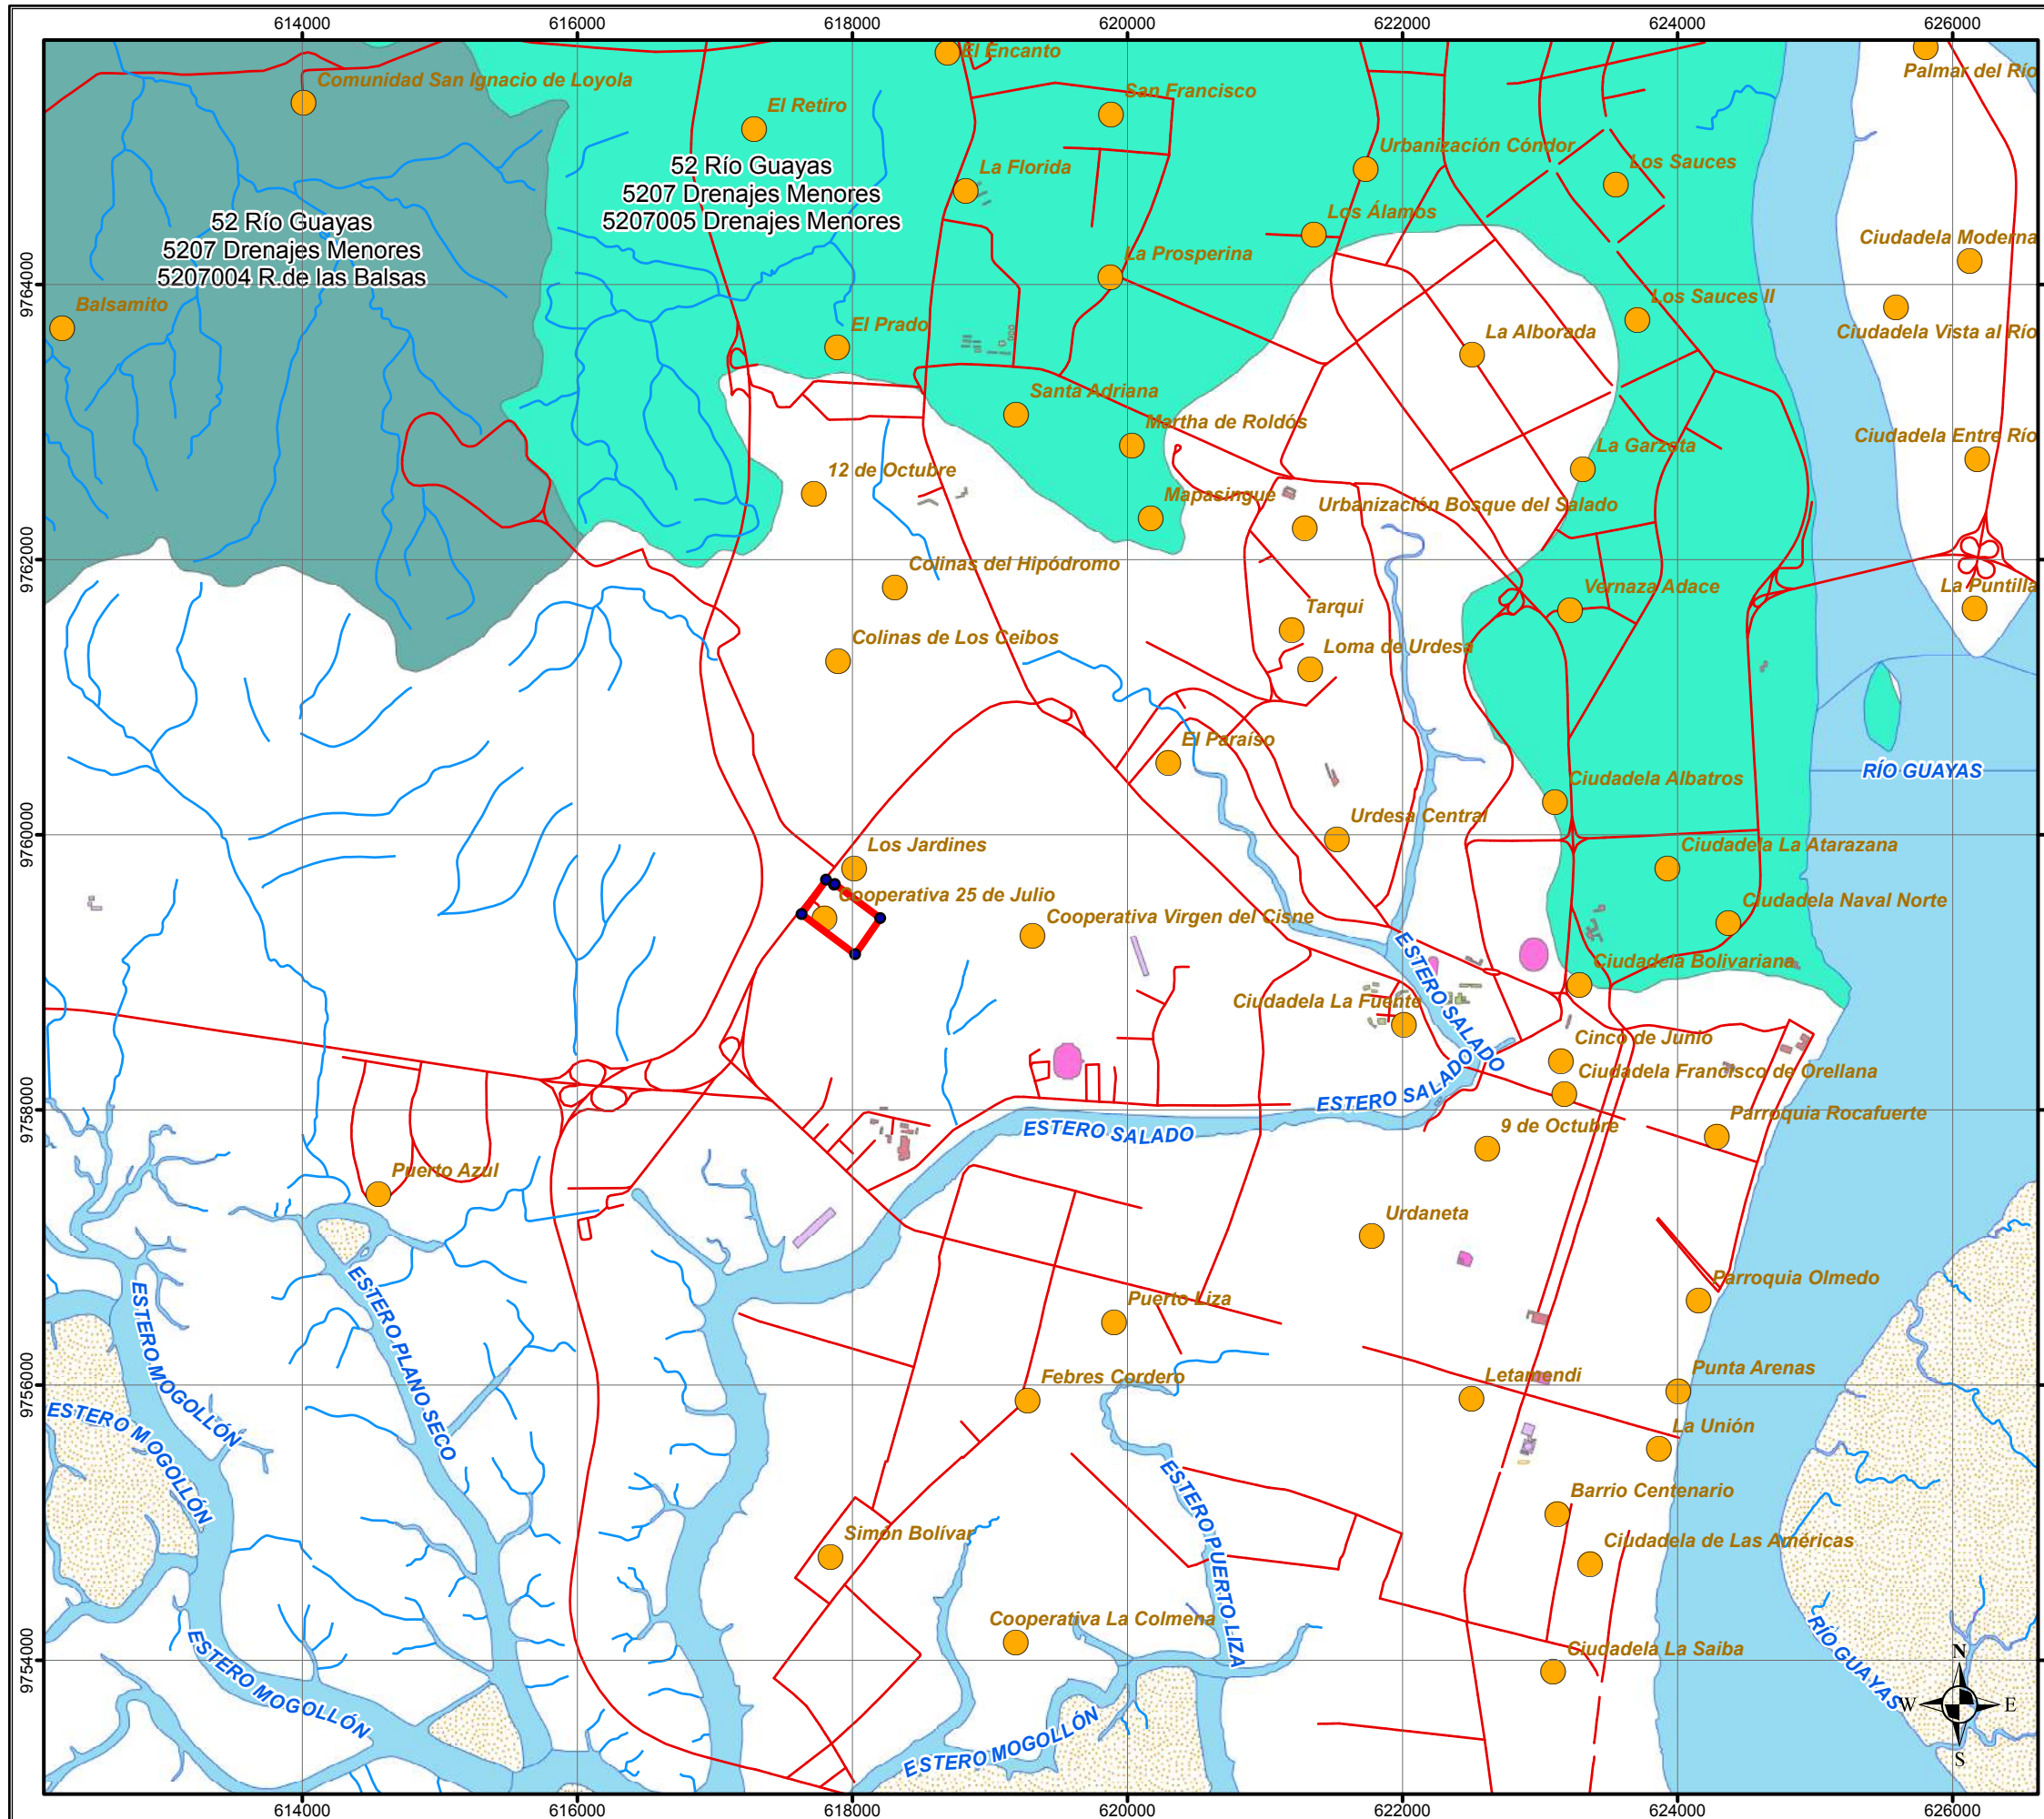 614000
616000
618000
620000
622000
624000
626000
El Encanto
Palmar del Río
Comunidad San Ignacio de Loyola
El Retiro
San Francisco
Urbanización Cóndor
Los Sauces
52 Río Guayas
5207 Drenajes Menores
5207005 Drenajes Menores
La Florida
52 Río Guayas
5207 Drenajes Menores
5207004 R.de las Balsas
Los Álamos
Ciudadela Moderna
La Prosperina
9764000
Balsamito
El Prado
Los Sauces II
La Alborada
Ciudadela Vista al Río
Santa Adriana
Martha de Roldós
Ciudadela Entre Río
12 de Octubre
La Garzota
Mapasingue
Urbanización Bosque del Salado
9762000
Colinas del Hipódromo
Vernaza Adace
La Puntilla
Tarqui
Colinas de Los Ceibos
Loma de Urdesa
El Paraíso
RÍO GUAYAS
Ciudadela Albatros
Urdesa Central
9760000
Los Jardines
Ciudadela La Atarazana
Cooperativa 25 de Julio
Ciudadela Naval Norte
Cooperativa Virgen del Cisne
ESTERO SALADO
Ciudadela Bolivariana
Ciudadela La Fuente
Cinco de Junio
Ciudadela Francisco de Orellana
ESTERO SALADO
9758000
Parroquia Rocafuerte
ESTERO SALADO
9 de Octubre
Puerto Azul
Urdaneta
Parroquia Olmedo
ESTERO MOGOLLÓN
ESTERO PLANO SECO
Puerto Liza
9756000
Febres Cordero
Letamendi
Punta Arenas
ESTERO MOGOLLÓN
La Unión
ESTERO PUERTO LIZA
Barrio Centenario
Simón Bolívar
Ciudadela de Las Américas
Cooperativa La Colmena
9754000
ESTERO MOGOLLÓN
Ciudadela La Saiba
RÍO GUAYAS
ESTERO MOGOLLÓN
N
W
E
S
614000
616000
618000
620000
622000
624000
626000